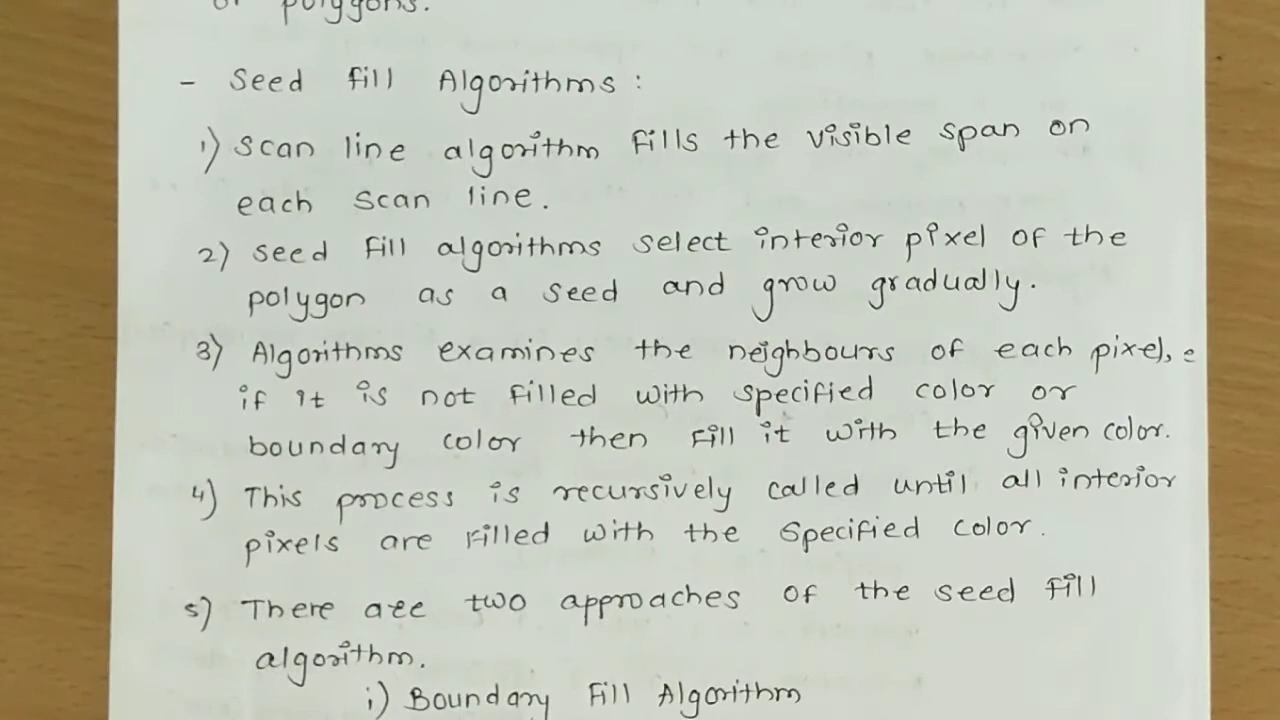 of polygons.
- Seed fill Algorithms :
1) scan line algorithm fills the visible span on
each scan line.
2) seed fill algorithms select interior pixel of the
polygon as a seed and grow gradually.
3) Algorithms examines the neighbours of each pixel, e
if it is not filled with specified color or
boundary color then fill it with the given color.
4) This process is recursively called until all interior
pixels are filled with the specified color.
5) There are two approaches of the seed fill
algorithm.
i) Boundary fill Algorithm